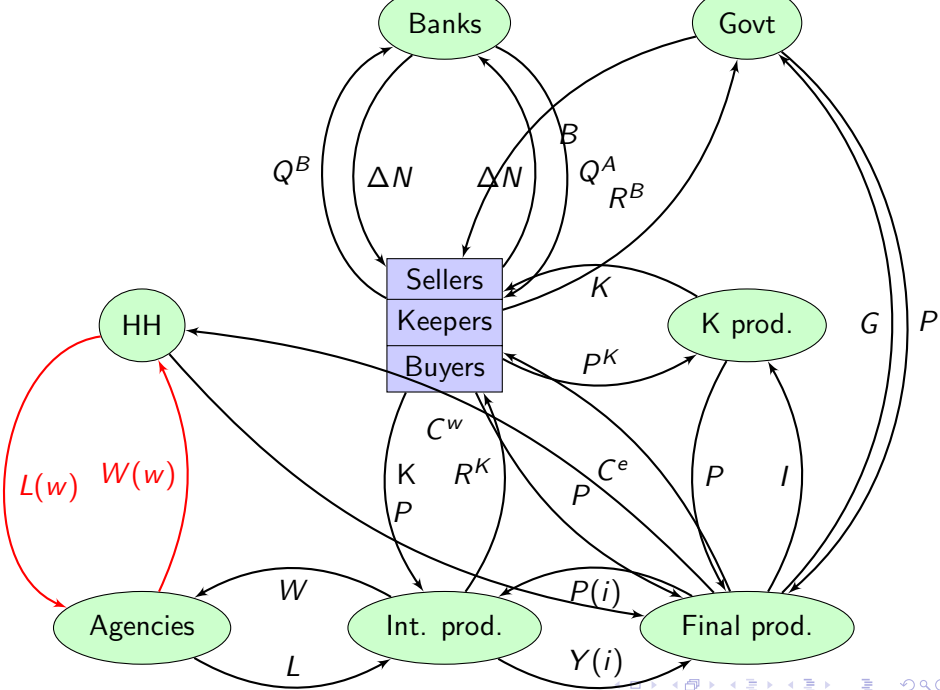 Banks
Govt
B
Q^B
ΔN
ΔN
Q^A
R^B
Sellers
K
HH
Keepers
K prod.
G
P
Buyers
P^K
C^w
L(w)
W(w)
K
R^K
C^e
P
I
P
P
W
P(i)
Agencies
Int. prod.
Final prod.
L
Y(i)